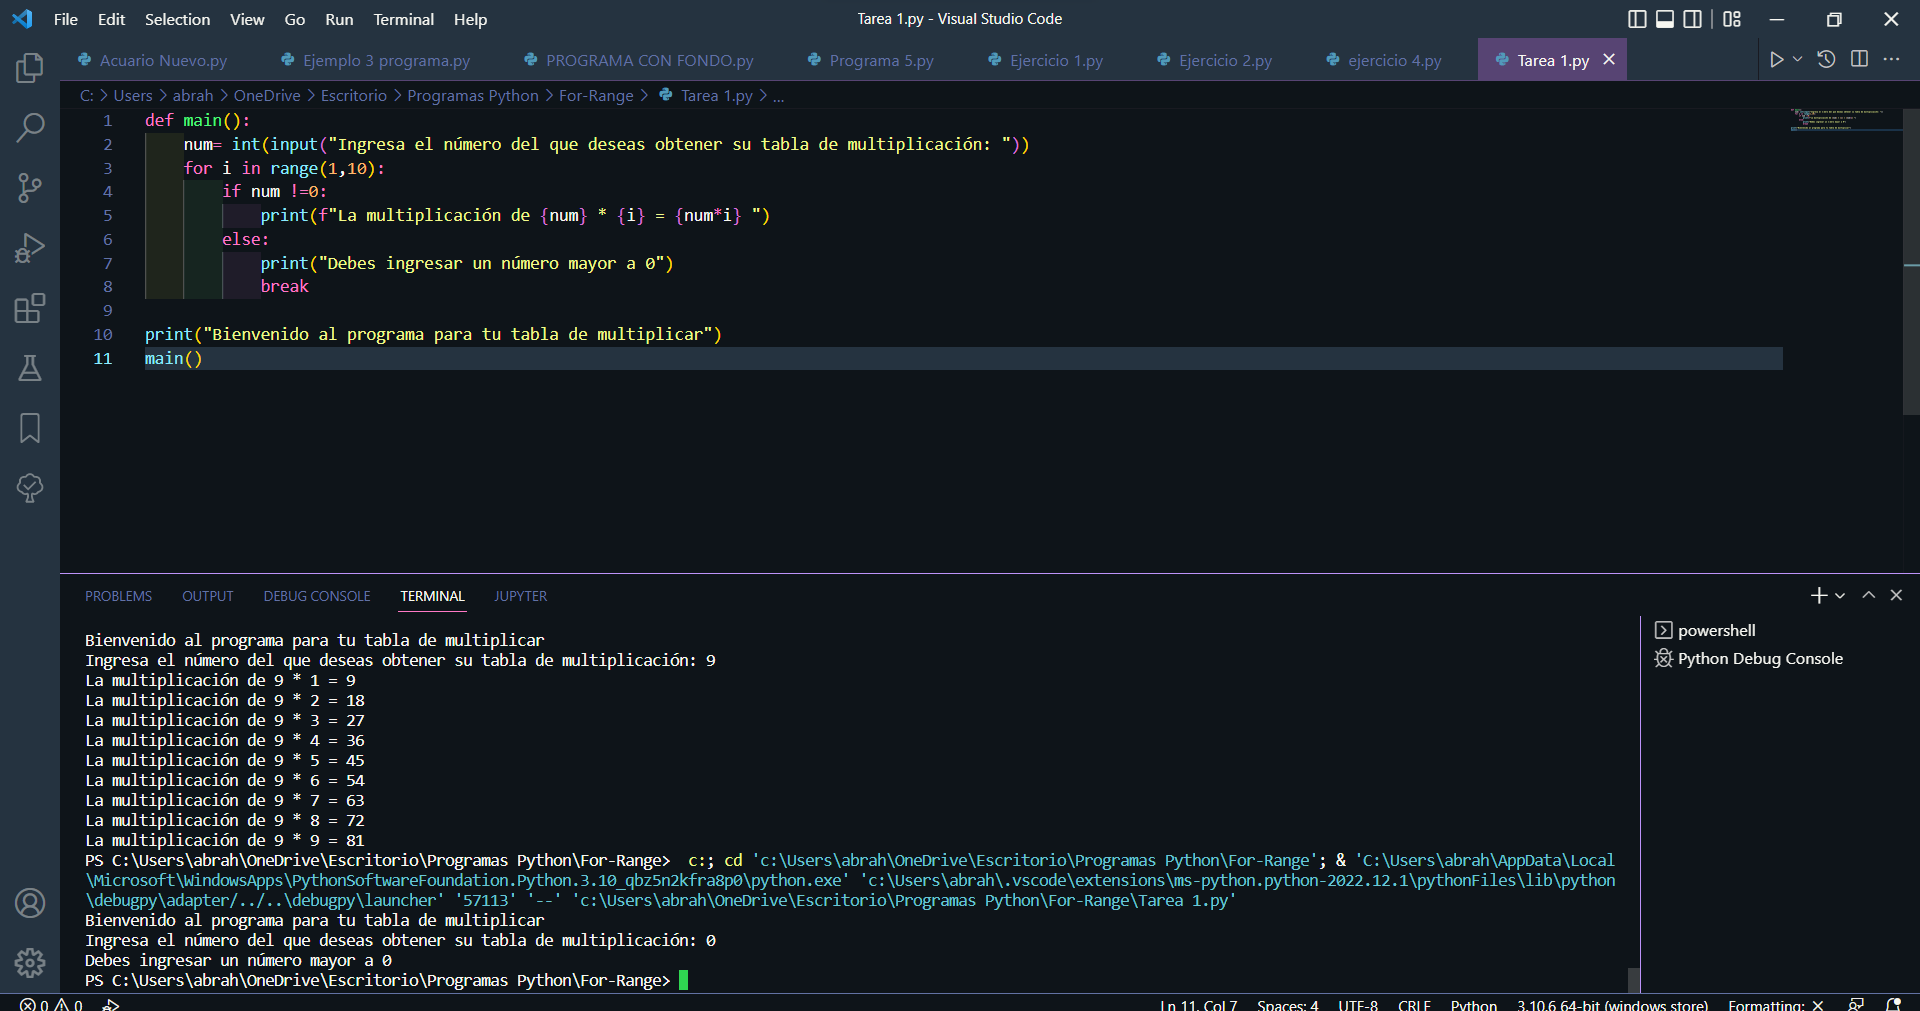 File Edit Selection View Go Run Terminal Help
Tarea 1.py - Visual Studio Code
Acuario Nuevo.py
Ejemplo 3 programa.py
PROGRAMA CON FONDO.py
Programa 5.py
Ejercicio 1.py
Ejercicio 2.py
ejercicio 4.py
Tarea 1.py
C: > Users > abrah > OneDrive > Escritorio > Programas Python > For-Range > Tarea 1.py > ...
1 def main():
2     num= int(input("Ingresa el número del que deseas obtener su tabla de multiplicación: "))
3     for i in range(1,10):
4         if num !=0:
5             print(f"La multiplicación de {num} * {i} = {num*i} ")
6         else:
7             print("Debes ingresar un número mayor a 0")
8             break
9
10 print("Bienvenido al programa para tu tabla de multiplicar")
11 main()
PROBLEMS OUTPUT DEBUG CONSOLE TERMINAL JUPYTER
powershell
Python Debug Console
Bienvenido al programa para tu tabla de multiplicar
Ingresa el número del que deseas obtener su tabla de multiplicación: 9
La multiplicación de 9 * 1 = 9
La multiplicación de 9 * 2 = 18
La multiplicación de 9 * 3 = 27
La multiplicación de 9 * 4 = 36
La multiplicación de 9 * 5 = 45
La multiplicación de 9 * 6 = 54
La multiplicación de 9 * 7 = 63
La multiplicación de 9 * 8 = 72
La multiplicación de 9 * 9 = 81
PS C:\Users\abrah\OneDrive\Escritorio\Programas Python\For-Range>  c:; cd 'c:\Users\abrah\OneDrive\Escritorio\Programas Python\For-Range'; & 'C:\Users\abrah\AppData\Local
\Microsoft\WindowsApps\PythonSoftwareFoundation.Python.3.10_qbz5n2kfra8p0\python.exe' 'c:\Users\abrah\.vscode\extensions\ms-python.python-2022.12.1\pythonFiles\lib\python
\debugpy\adapter/../..\debugpy\launcher' '57113' '--' 'c:\Users\abrah\OneDrive\Escritorio\Programas Python\For-Range\Tarea 1.py'
Bienvenido al programa para tu tabla de multiplicar
Ingresa el número del que deseas obtener su tabla de multiplicación: 0
Debes ingresar un número mayor a 0
PS C:\Users\abrah\OneDrive\Escritorio\Programas Python\For-Range>
0 0 Ln 11, Col 7 Spaces: 4 UTF-8 CRLF Python 3.10.6 64-bit (windows store) Formatting: ×